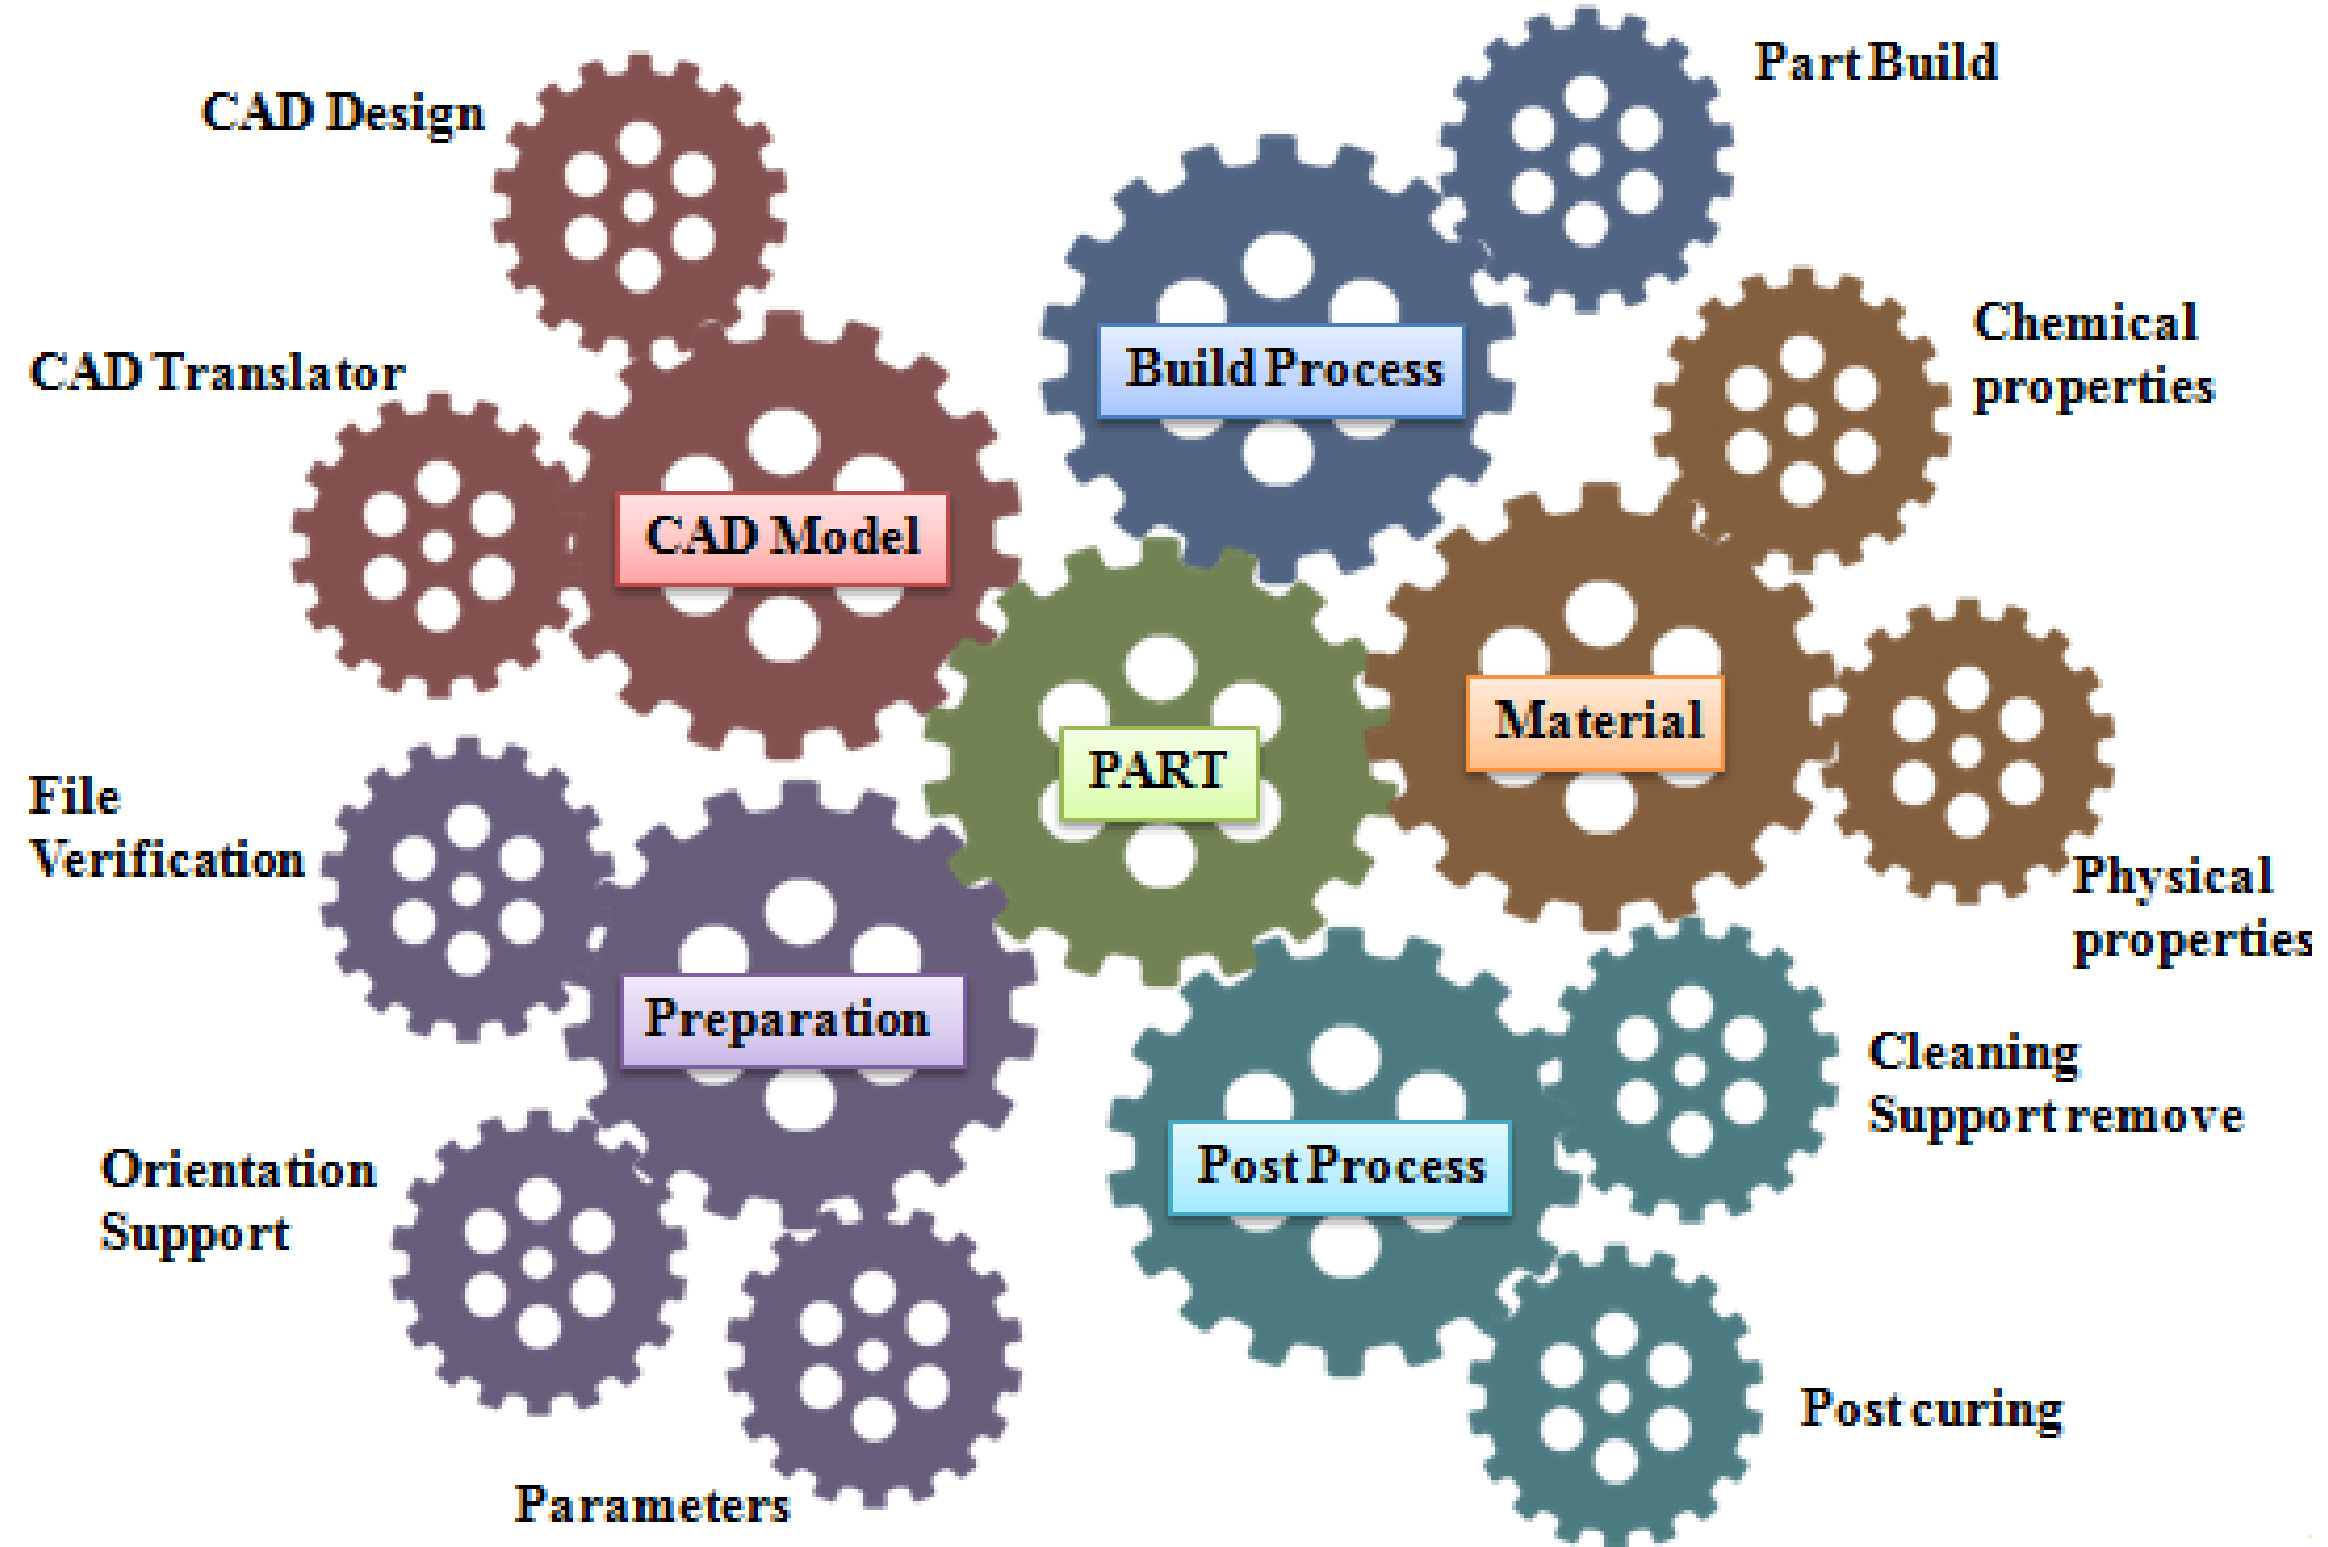 Part Build
CAD Design
Chemical
properties
Build Process
CAD Translator
CAD Model
Material
PART
File
Verification
Physical
properties
Preparation
Cleaning
Support remove
Post Process
Orientation
Support
Post curing
Parameters